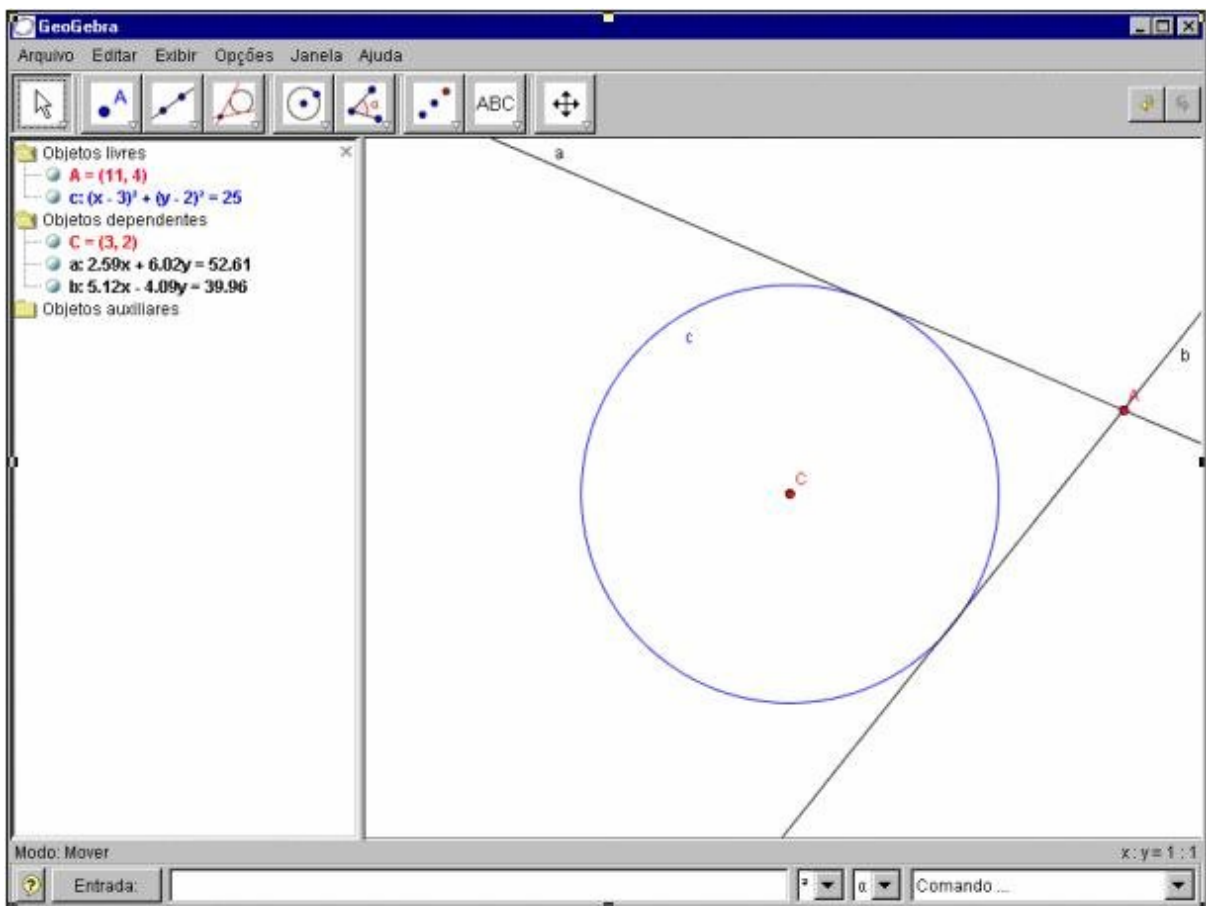 GeoGebra
Arquivo Editar Exibir Opções Janela Ajuda
A α ABC
Objetos livres
A = (11, 4)
c: (x - 3)² + (y - 2)² = 25
Objetos dependentes
C = (3, 2)
a: 2.59x + 6.02y = 52.61
b: 5.12x - 4.09y = 39.96
Objetos auxiliares
a
c
b
A
C
Modo: Mover
x : y = 1 : 1
Entrada:
² α Comando ...